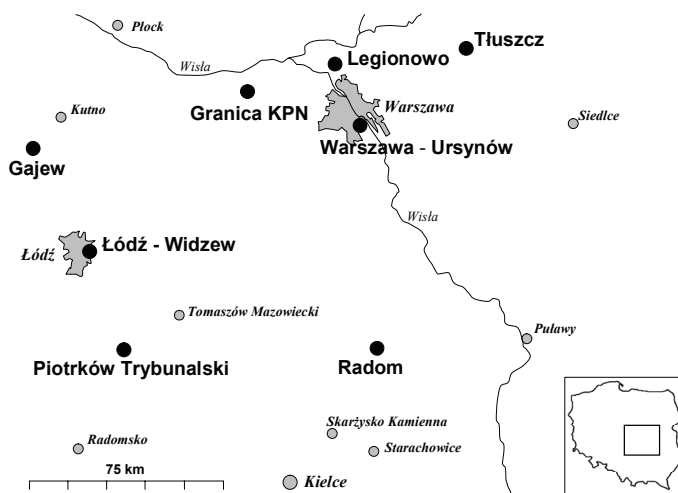 Płock
Tłuszcz
Legionowo
Wisła
Kutno
Granica KPN
Warszawa
Siedlce
Gajew
Warszawa - Ursynów
Wisła
Łódź
Łódź - Widzew
Tomaszów Mazowiecki
Puławy
Piotrków Trybunalski
Radom
Skarżysko Kamienna
Radomsko
Starachowice
75 km
Kielce